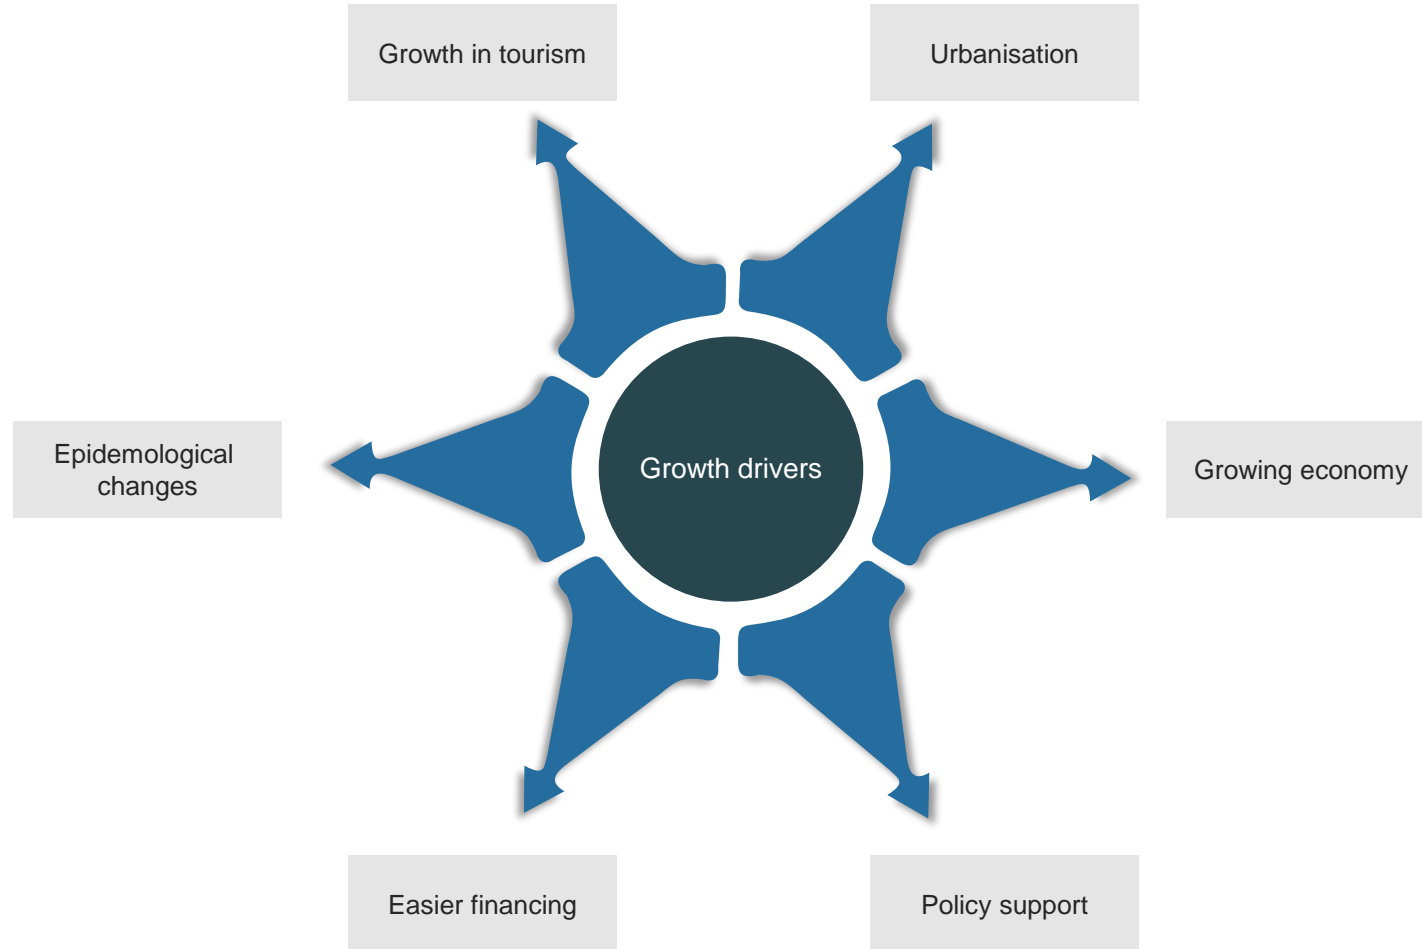 Growth in tourism
Urbanisation
Epidemological
changes
Growth drivers
Growing economy
Easier financing
Policy support